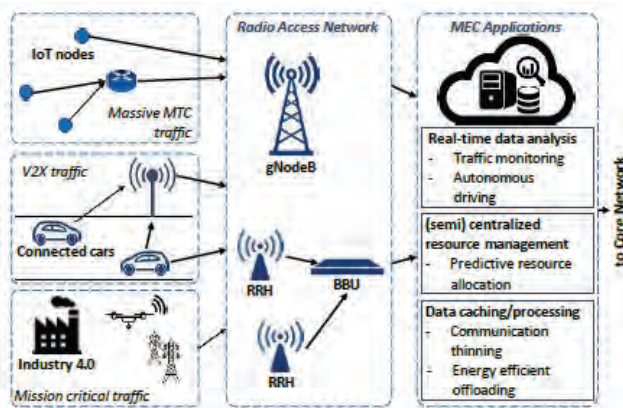 IoT nodes
Massive MTC
traffic
V2X traffic
Connected cars
Industry 4.0
Mission critical traffic
Radio Access Network
gNodeB
RRH
BBU
RRH
MEC Applications
Real-time data analysis
- Traffic monitoring
- Autonomous
driving
(semi) centralized
resource management
- Predictive resource
allocation
Data caching/processing
- Communication
thinning
- Energy efficient
offloading
to Core Network